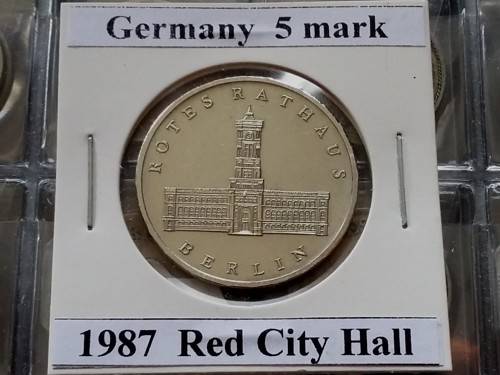 Germany 5 mark
ROTES RATHAUS
BERLIN
1987 Red City Hall